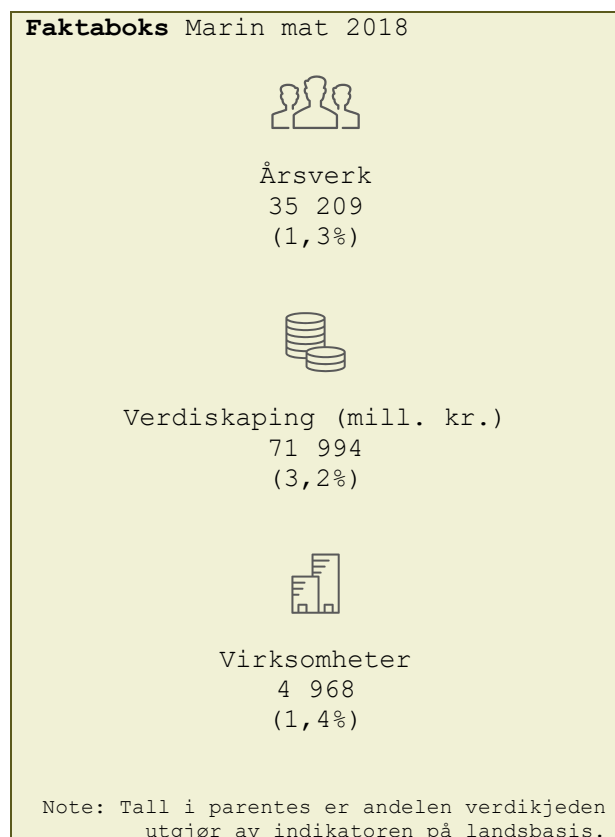 Faktaboks Marin mat 2018
Årsverk
35 209
(1,3%)
Verdiskaping (mill. kr.)
71 994
(3,2%)
Virksomheter
4 968
(1,4%)
Note: Tall i parentes er andelen verdikjeden
utgjør av indikatoren på landsbasis.